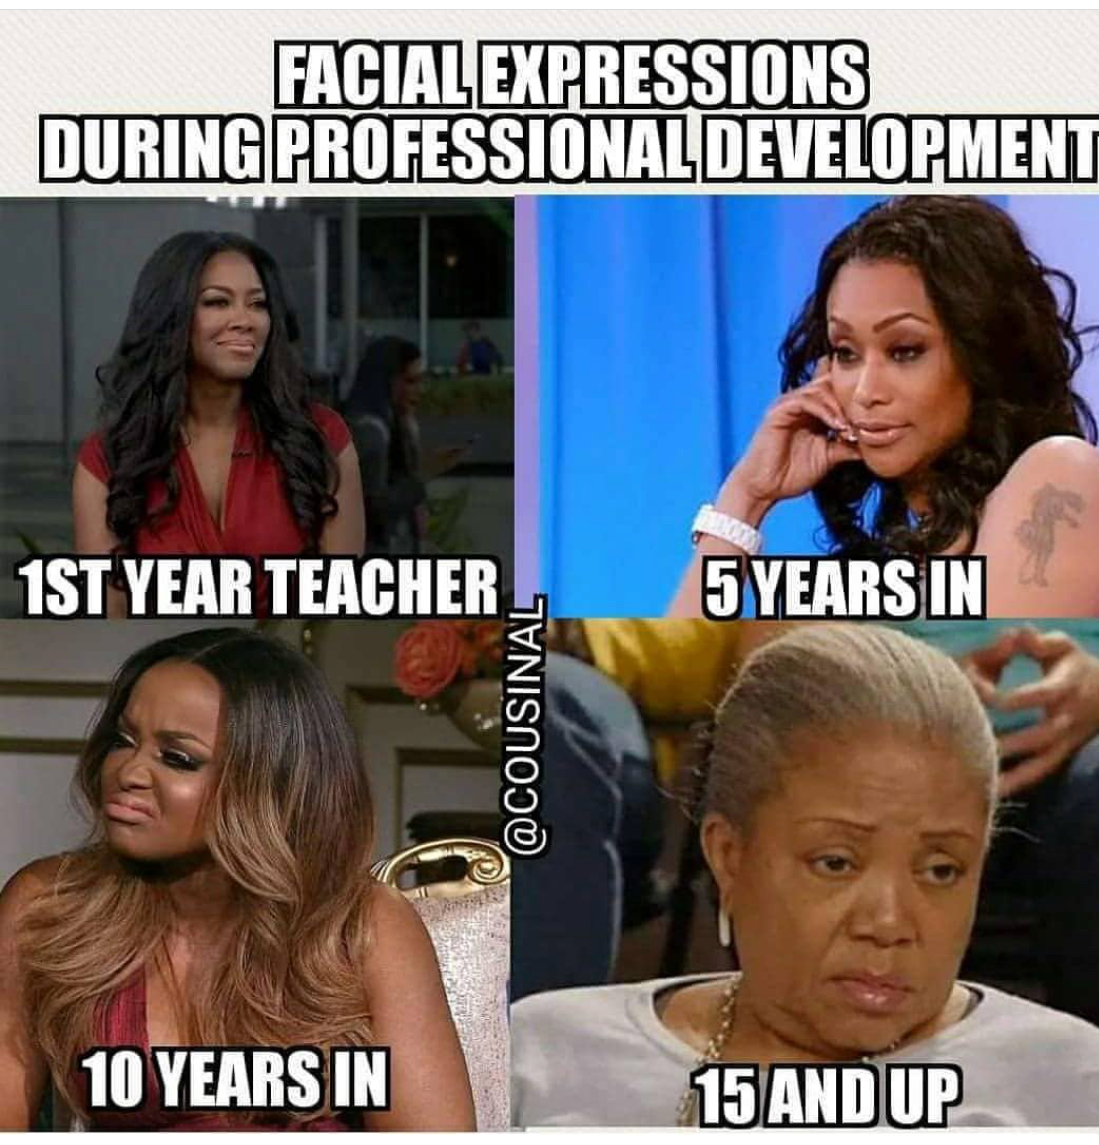 FACIAL EXPRESSIONS
DURING PROFESSIONAL DEVELOPMENT
1ST YEAR TEACHER
5 YEARS IN
@COUSINAL
10 YEARS IN
15 AND UP